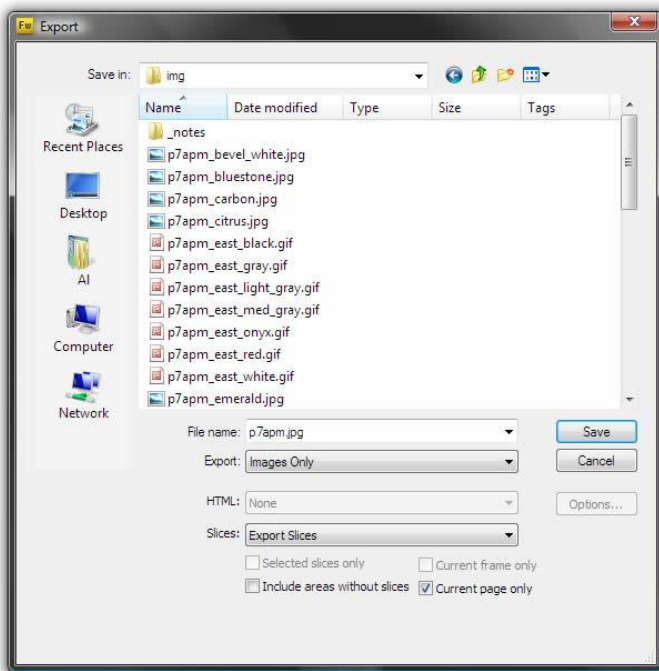 Fw Export
Save in: img
Name Date modified Type Size Tags
Recent Places
Desktop
AI
Computer
Network
_notes
p7apm_bevel_white.jpg
p7apm_bluestone.jpg
p7apm_carbon.jpg
p7apm_citrus.jpg
p7apm_east_black.gif
p7apm_east_gray.gif
p7apm_east_light_gray.gif
p7apm_east_med_gray.gif
p7apm_east_onyx.gif
p7apm_east_red.gif
p7apm_east_white.gif
p7apm_emerald.jpg
File name: p7apm.jpg Save
Export: Images Only Cancel
HTML: None Options...
Slices: Export Slices
Selected slices only Current frame only
Include areas without slices Current page only